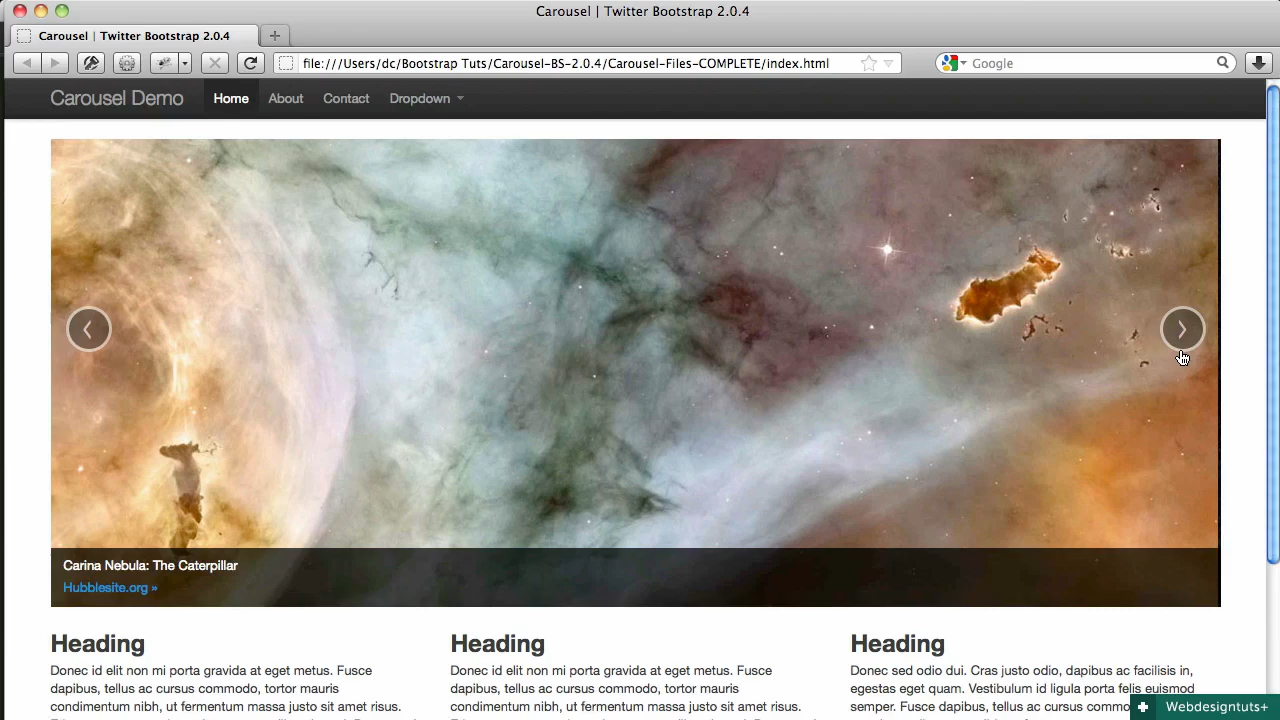 Carousel | Twitter Bootstrap 2.0.4
Carousel | Twitter Bootstrap 2.0.4
file:///Users/dc/Bootstrap Tuts/Carousel-BS-2.0.4/Carousel-Files-COMPLETE/index.html
Google
Carousel Demo Home About Contact Dropdown
Carina Nebula: The Caterpillar
Hubblesite.org »
Heading
Donec id elit non mi porta gravida at eget metus. Fusce
dapibus, tellus ac cursus commodo, tortor mauris
condimentum nibh, ut fermentum massa justo sit amet risus.
Heading
Donec id elit non mi porta gravida at eget metus. Fusce
dapibus, tellus ac cursus commodo, tortor mauris
condimentum nibh, ut fermentum massa justo sit amet risus.
Heading
Donec sed odio dui. Cras justo odio, dapibus ac facilisis in,
egestas eget quam. Vestibulum id ligula porta felis euismod
semper. Fusce dapibus, tellus ac cursus
Webdesigntuts+